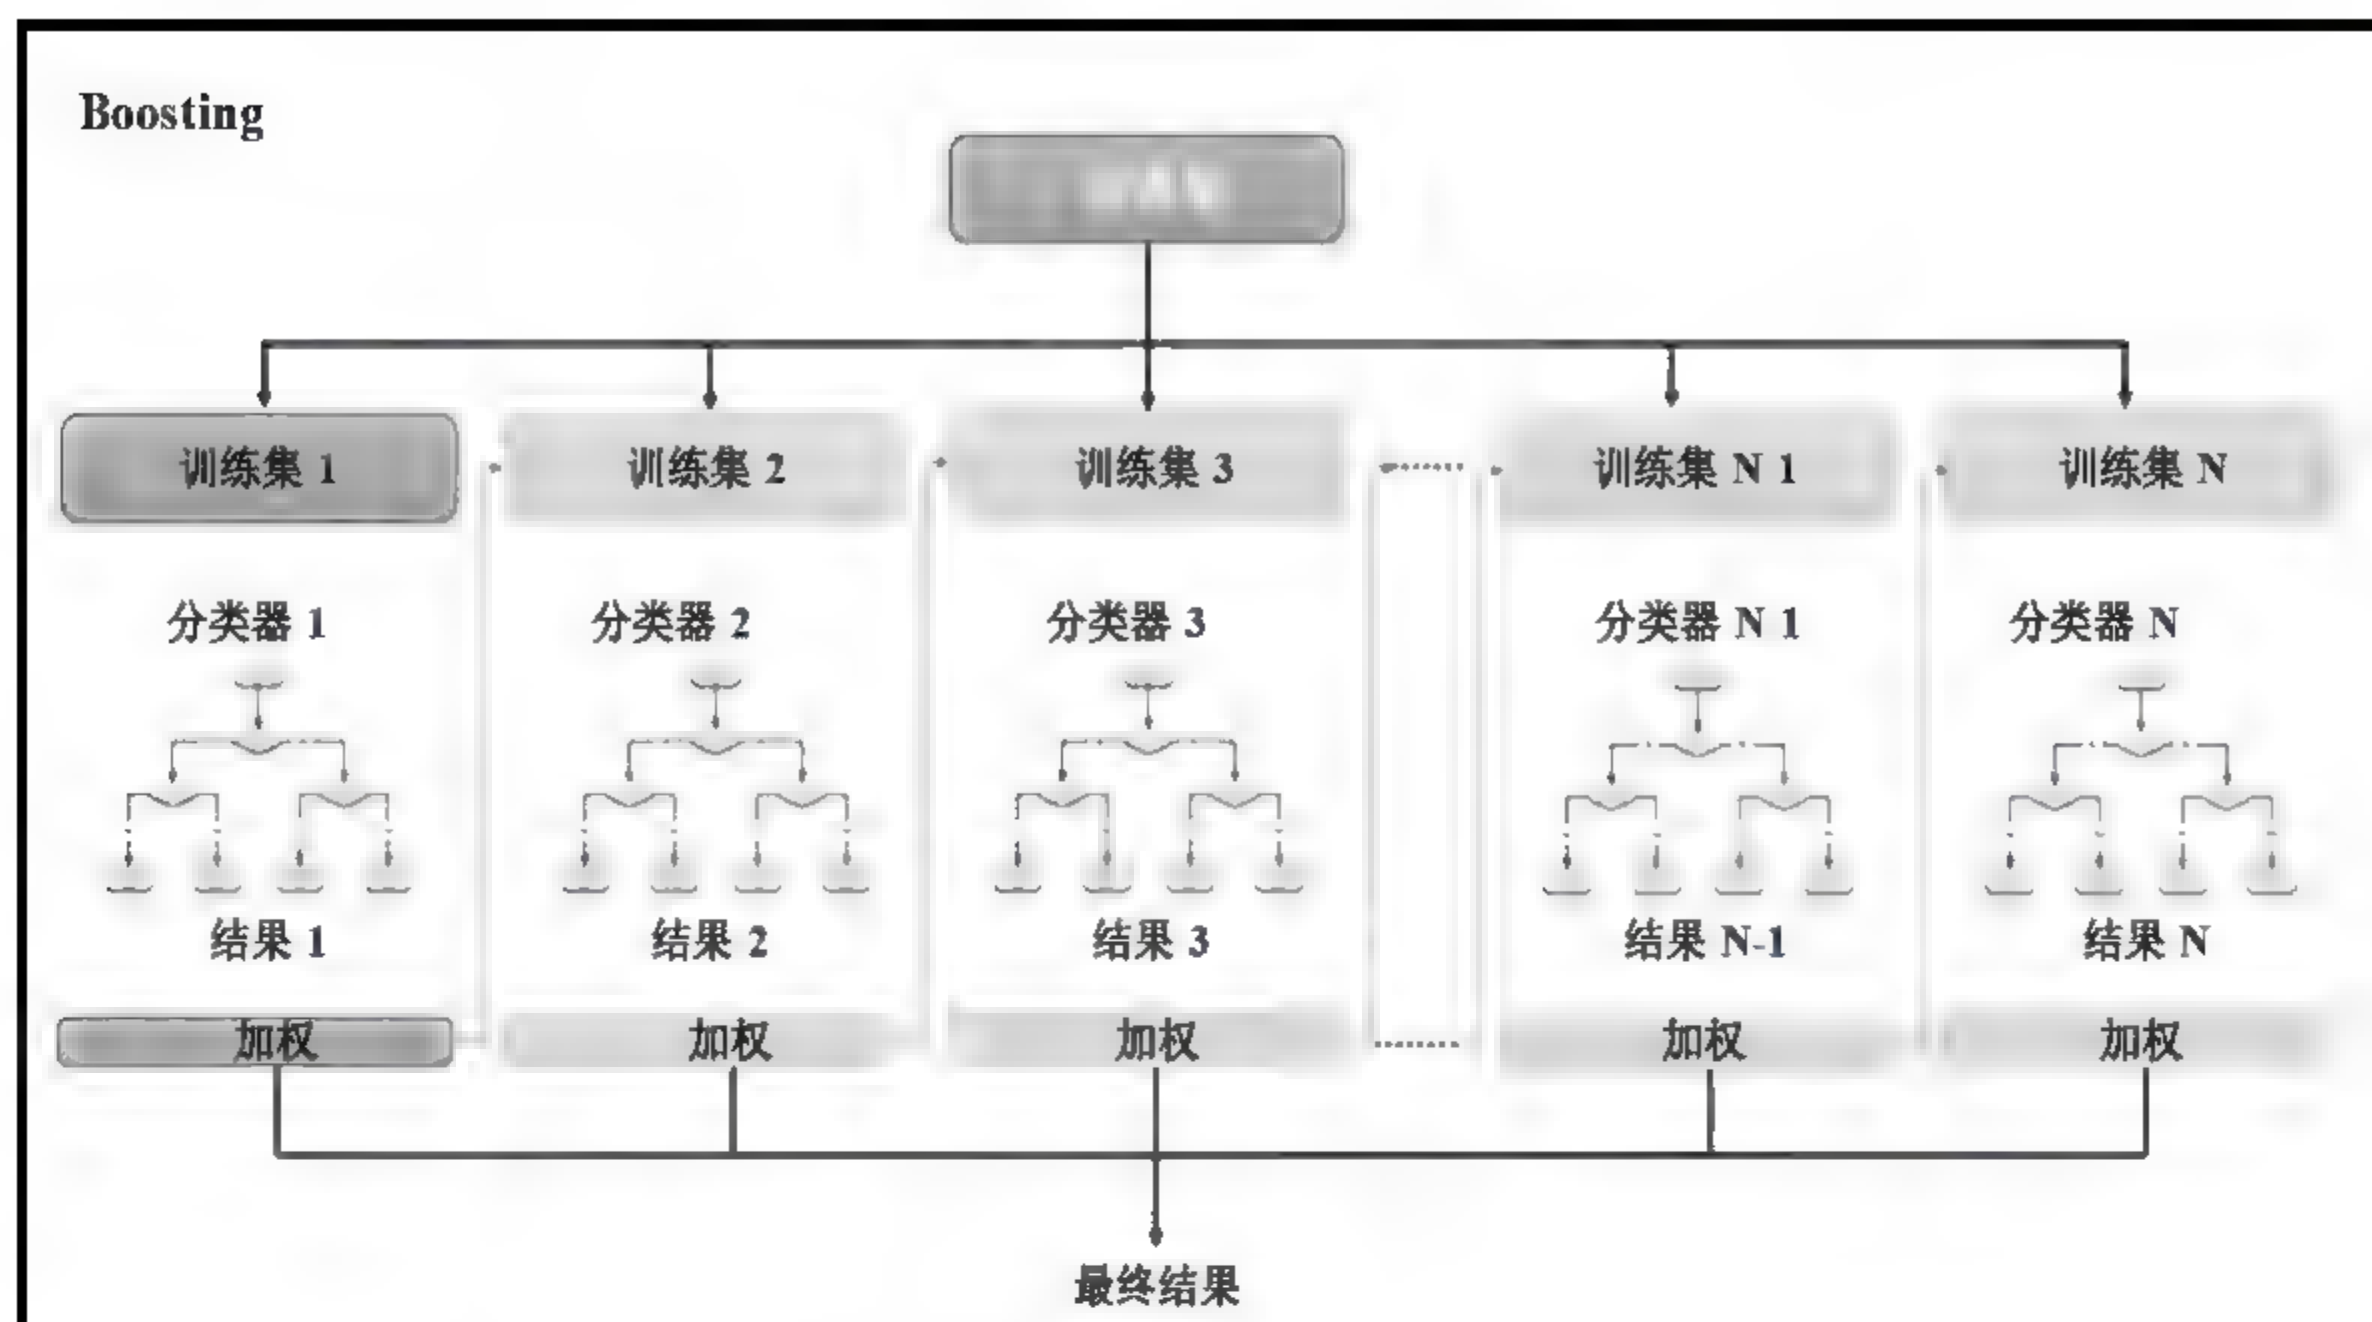 Boosting
训练集 1 训练集 2 训练集 3 训练集 N 1 训练集 N
分类器 1 分类器 2 分类器 3 分类器 N 1 分类器 N
结果 1 结果 2 结果 3 结果 N-1 结果 N
加权 加权 加权 加权 加权
最终结果